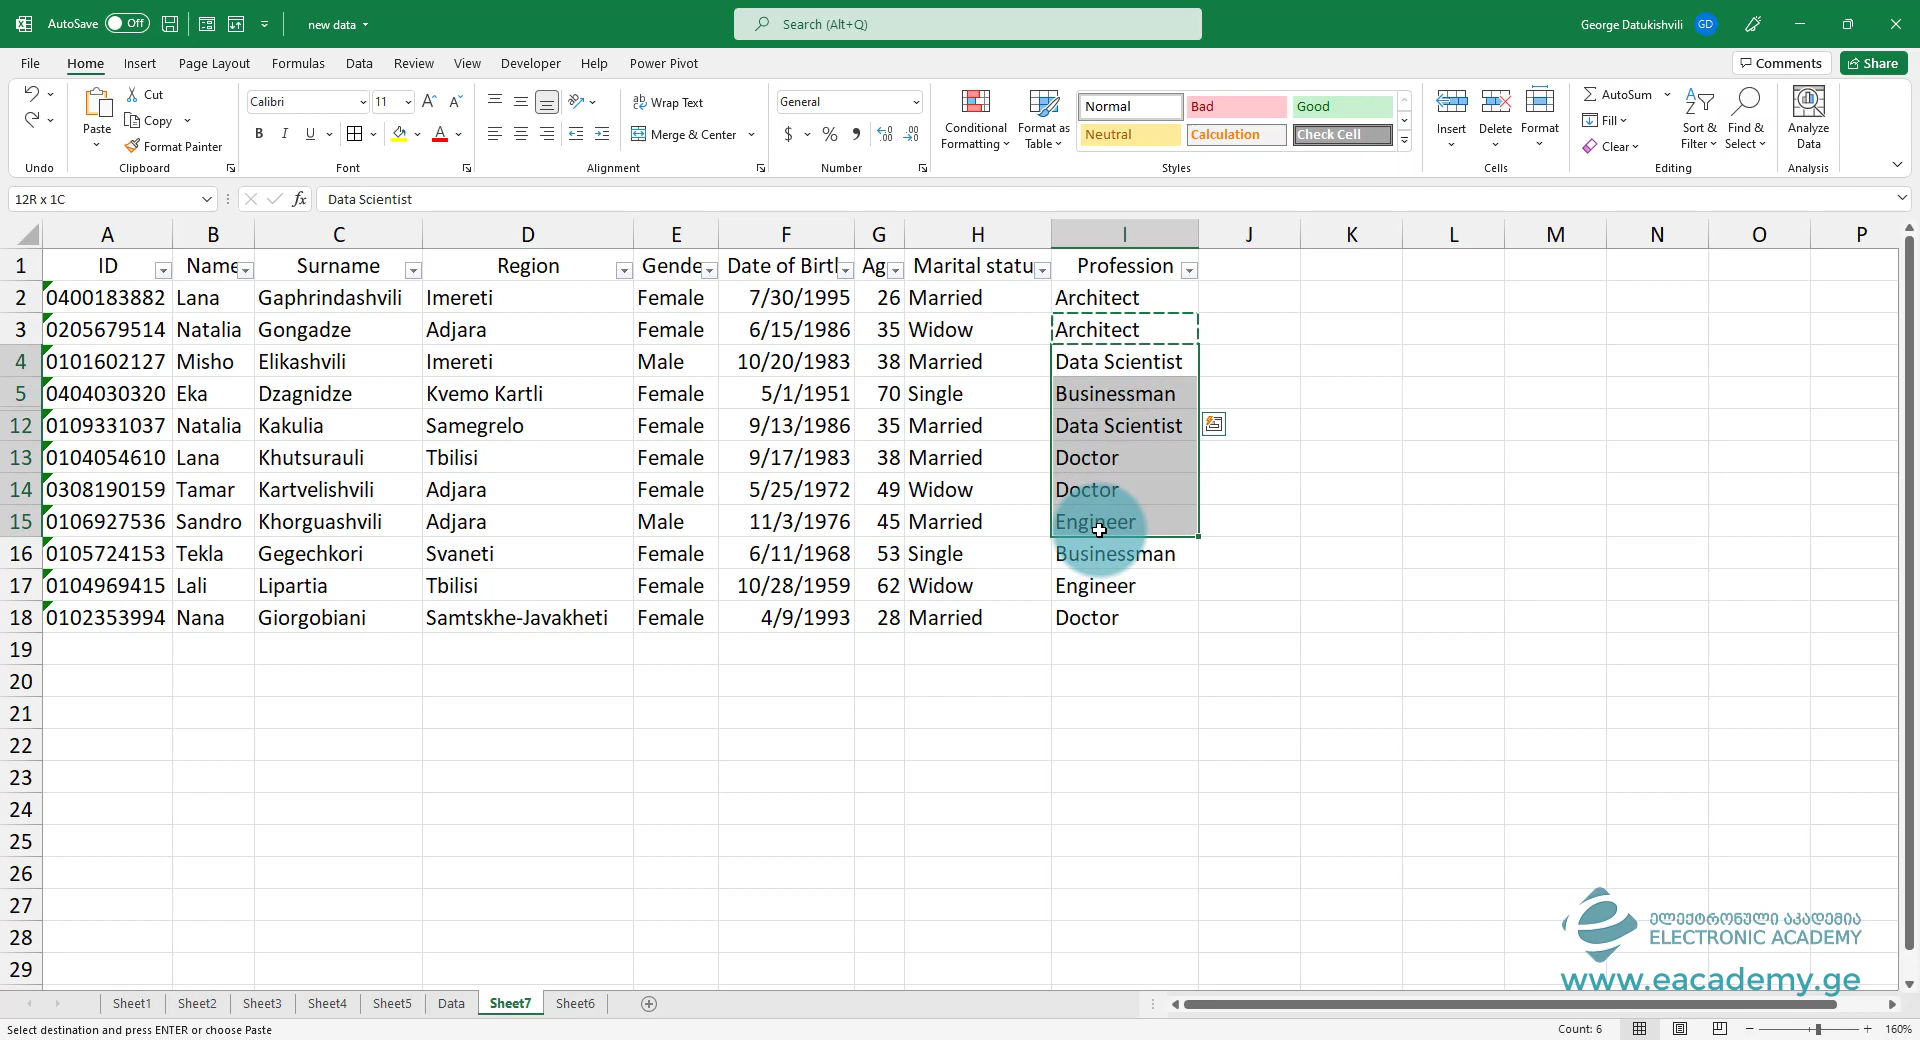 AutoSave Off new data Search (Alt+Q) George Datukishvili GD
File Home Insert Page Layout Formulas Data Review View Developer Help Power Pivot Comments Share
Undo
Paste Cut Copy Format Painter Clipboard
Calibri 11 B I U A Font
Wrap Text Merge & Center Alignment
General $ % Number
Conditional Formatting Format as Table
Normal Bad Good
Neutral Calculation Check Cell
Styles
Insert Delete Format Cells
AutoSum Fill Clear Sort & Filter Find & Select Editing
Analyze Data Analysis
12R x 1C fx Data Scientist
A B C D E F G H I J K L M N O P
1 ID Name Surname Region Gende Date of Birtl Ag Marital statu Profession
2 0400183882 Lana Gaphrindashvili Imereti Female 7/30/1995 26 Married Architect
3 0205679514 Natalia Gongadze Adjara Female 6/15/1986 35 Widow Architect
4 0101602127 Misho Elikashvili Imereti Male 10/20/1983 38 Married Data Scientist
5 0404030320 Eka Dzagnidze Kvemo Kartli Female 5/1/1951 70 Single Businessman
12 0109331037 Natalia Kakulia Samegrelo Female 9/13/1986 35 Married Data Scientist
13 0104054610 Lana Khutsurauli Tbilisi Female 9/17/1983 38 Married Doctor
14 0308190159 Tamar Kartvelishvili Adjara Female 5/25/1972 49 Widow Doctor
15 0106927536 Sandro Khorguashvili Adjara Male 11/3/1976 45 Married Engineer
16 0105724153 Tekla Gegechkori Svaneti Female 6/11/1968 53 Single Businessman
17 0104969415 Lali Lipartia Tbilisi Female 10/28/1959 62 Widow Engineer
18 0102353994 Nana Giorgobiani Samtskhe-Javakheti Female 4/9/1993 28 Married Doctor
19
20
21
22
23
24
25
26
27
28
29
ელექტრონული აკადემია
ELECTRONIC ACADEMY
www.eacademy.ge
Sheet1 Sheet2 Sheet3 Sheet4 Sheet5 Data Sheet7 Sheet6
Select destination and press ENTER or choose Paste Count: 6 160%